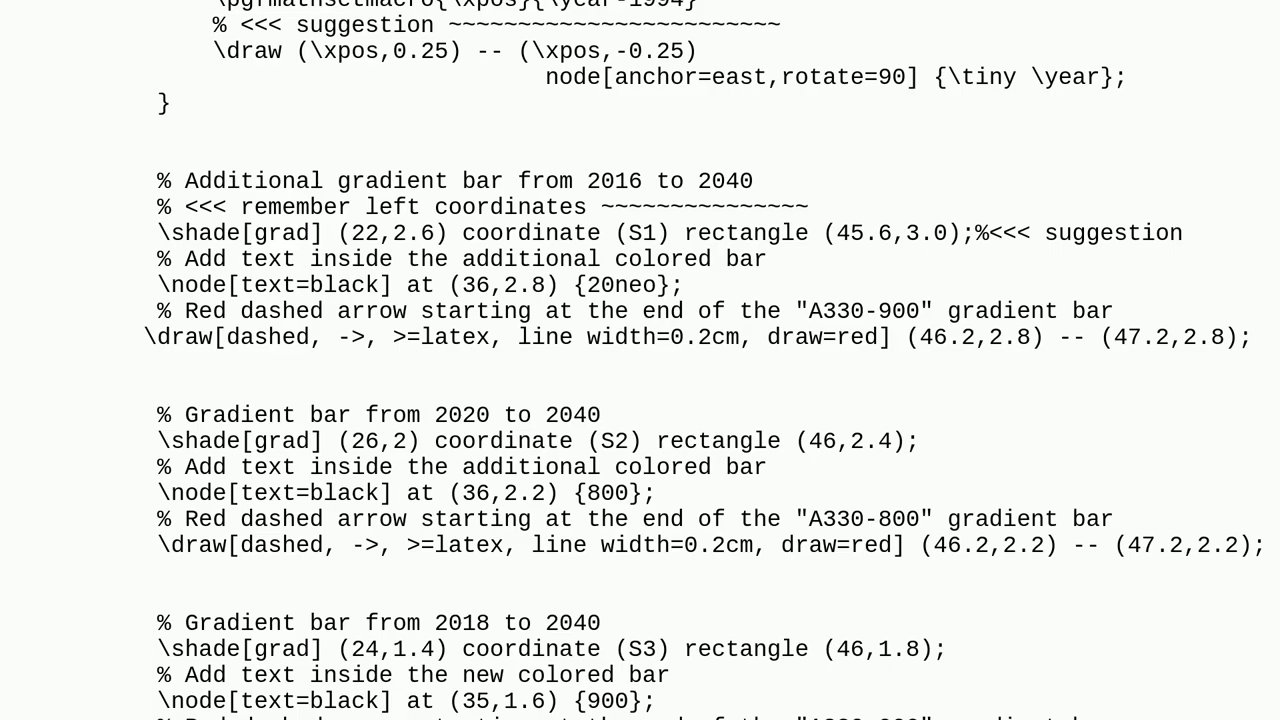 \pgfmathsetmacro{\xpos}{\year-1994}
% <<< suggestion ~~~~~~~~~~~~~~~~~~~~~~~~
\draw (\xpos,0.25) -- (\xpos,-0.25)
node[anchor=east,rotate=90] {\tiny \year};
}
% Additional gradient bar from 2016 to 2040
% <<< remember left coordinates ~~~~~~~~~~~~~~~
\shade[grad] (22,2.6) coordinate (S1) rectangle (45.6,3.0);%<<< suggestion
% Add text inside the additional colored bar
\node[text=black] at (36,2.8) {20neo};
% Red dashed arrow starting at the end of the "A330-900" gradient bar
\draw[dashed, ->, >=latex, line width=0.2cm, draw=red] (46.2,2.8) -- (47.2,2.8);
% Gradient bar from 2020 to 2040
\shade[grad] (26,2) coordinate (S2) rectangle (46,2.4);
% Add text inside the additional colored bar
\node[text=black] at (36,2.2) {800};
% Red dashed arrow starting at the end of the "A330-800" gradient bar
\draw[dashed, ->, >=latex, line width=0.2cm, draw=red] (46.2,2.2) -- (47.2,2.2);
% Gradient bar from 2018 to 2040
\shade[grad] (24,1.4) coordinate (S3) rectangle (46,1.8);
% Add text inside the new colored bar
\node[text=black] at (35,1.6) {900};